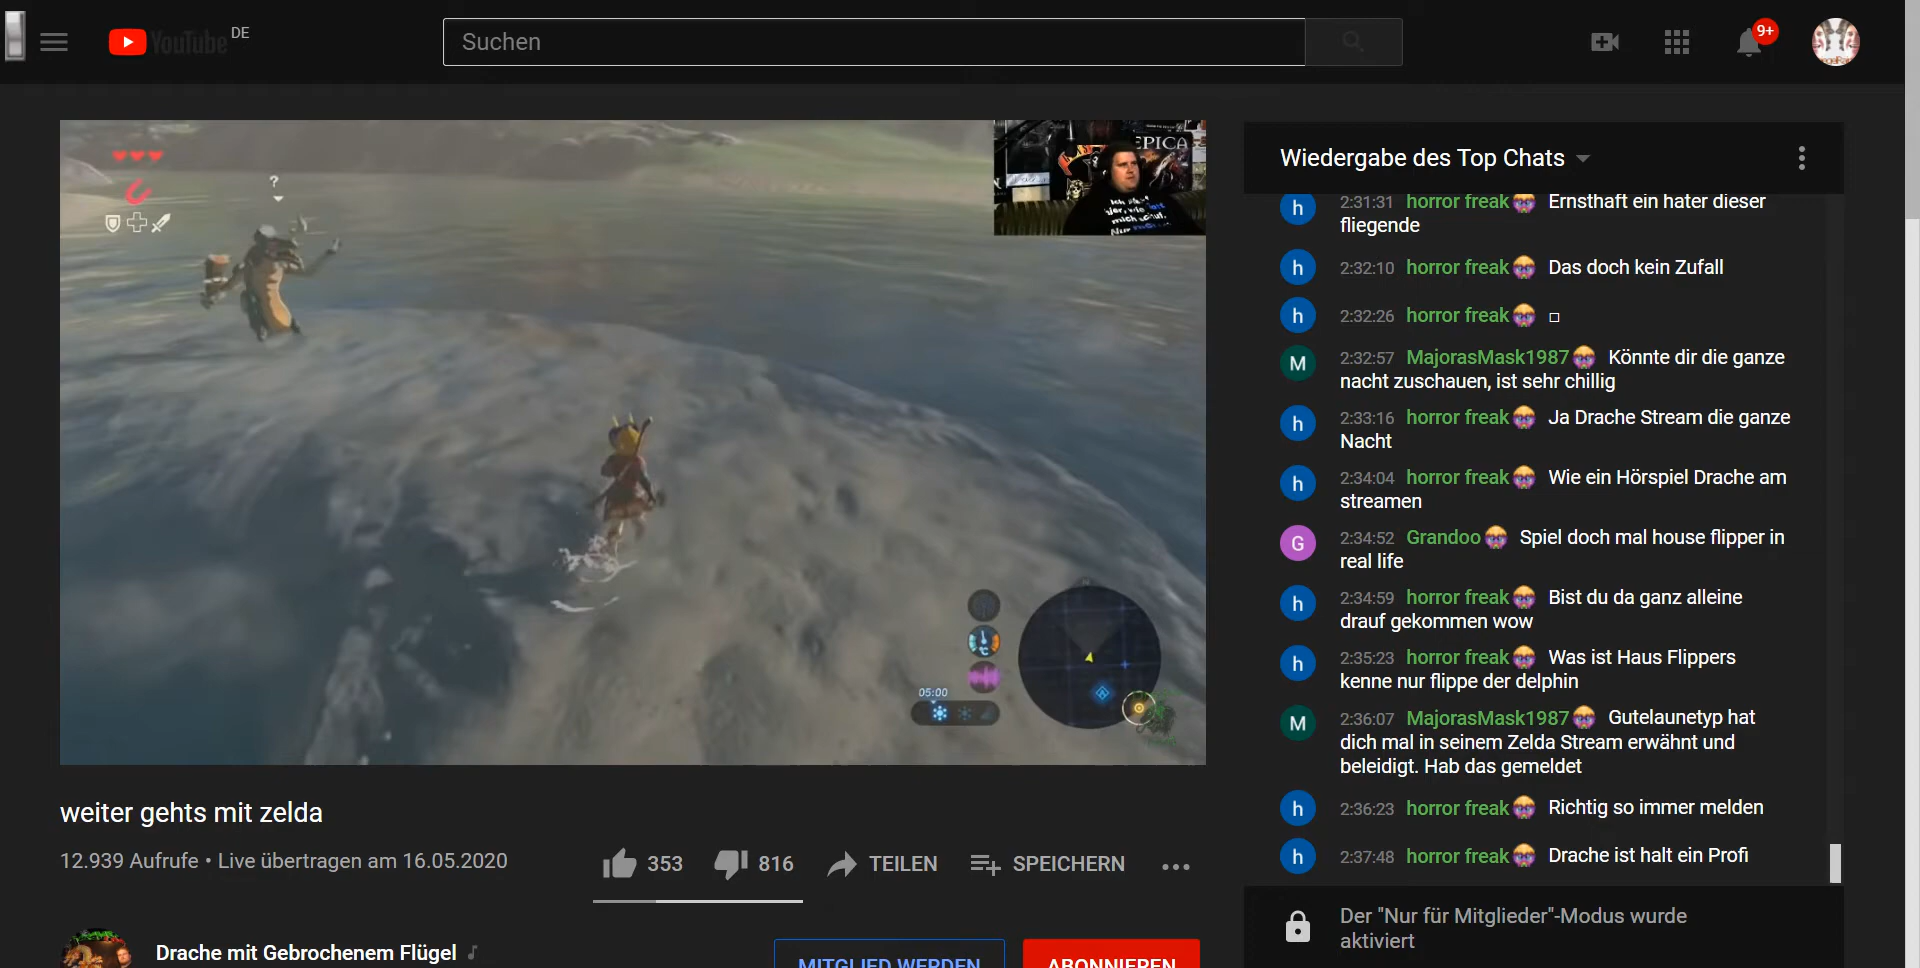 YouTube DE
Suchen
9+
?
EPICA
05:00
°C
weiter gehts mit zelda
12.939 Aufrufe • Live übertragen am 16.05.2020
353
816
TEILEN
SPEICHERN
Drache mit Gebrochenem Flügel
MITGLIED WERDEN
ABONNIEREN
Wiedergabe des Top Chats
h
2:31:31 horror freak Ernsthaft ein hater dieser
fliegende
h
2:32:10 horror freak Das doch kein Zufall
h
2:32:26 horror freak □
M
2:32:57 MajorasMask1987 Könnte dir die ganze
nacht zuschauen, ist sehr chillig
h
2:33:16 horror freak Ja Drache Stream die ganze
Nacht
h
2:34:04 horror freak Wie ein Hörspiel Drache am
streamen
G
2:34:52 Grandoo Spiel doch mal house flipper in
real life
h
2:34:59 horror freak Bist du da ganz alleine
drauf gekommen wow
h
2:35:23 horror freak Was ist Haus Flippers
kenne nur flippe der delphin
M
2:36:07 MajorasMask1987 Gutelaunetyp hat
dich mal in seinem Zelda Stream erwähnt und
beleidigt. Hab das gemeldet
h
2:36:23 horror freak Richtig so immer melden
h
2:37:48 horror freak Drache ist halt ein Profi
Der "Nur für Mitglieder"-Modus wurde
aktiviert